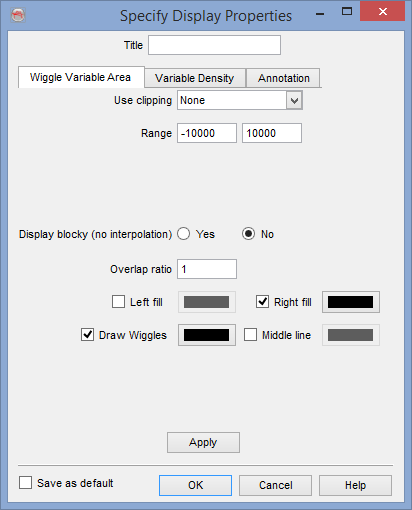 Specify Display Properties
Title
Wiggle Variable Area Variable Density Annotation
Use clipping None
Range -10000 10000
Display blocky (no interpolation) Yes No
Overlap ratio 1
Left fill Right fill
Draw Wiggles Middle line
Apply
Save as default OK Cancel Help